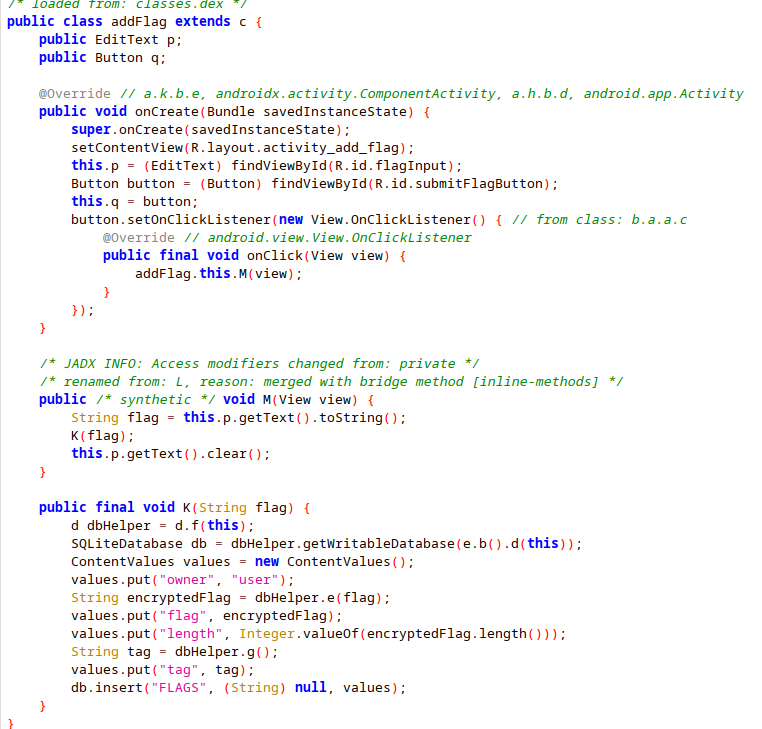 /* loaded from: classes.dex */
public class addFlag extends c {
    public EditText p;
    public Button q;

    @Override // a.k.b.e, androidx.activity.ComponentActivity, a.h.b.d, android.app.Activity
    public void onCreate(Bundle savedInstanceState) {
        super.onCreate(savedInstanceState);
        setContentView(R.layout.activity_add_flag);
        this.p = (EditText) findViewById(R.id.flagInput);
        Button button = (Button) findViewById(R.id.submitFlagButton);
        this.q = button;
        button.setOnClickListener(new View.OnClickListener() { // from class: b.a.a.c
            @Override // android.view.View.OnClickListener
            public final void onClick(View view) {
                addFlag.this.M(view);
            }
        });
    }

    /* JADX INFO: Access modifiers changed from: private */
    /* renamed from: L, reason: merged with bridge method [inline-methods] */
    public /* synthetic */ void M(View view) {
        String flag = this.p.getText().toString();
        K(flag);
        this.p.getText().clear();
    }

    public final void K(String flag) {
        d dbHelper = d.f(this);
        SQLiteDatabase db = dbHelper.getWritableDatabase(e.b().d(this));
        ContentValues values = new ContentValues();
        values.put("owner", "user");
        String encryptedFlag = dbHelper.e(flag);
        values.put("flag", encryptedFlag);
        values.put("length", Integer.valueOf(encryptedFlag.length()));
        String tag = dbHelper.g();
        values.put("tag", tag);
        db.insert("FLAGS", (String) null, values);
    }
}